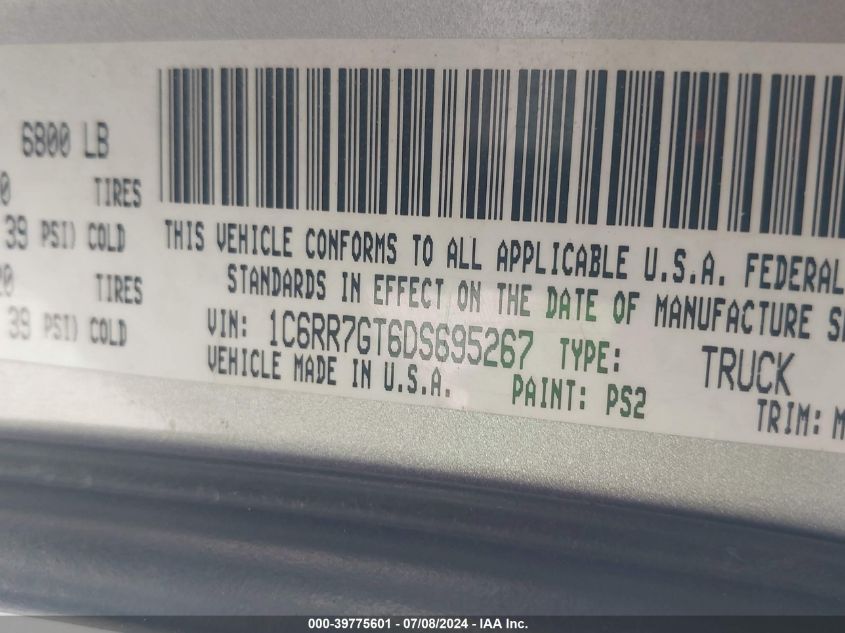 6800 LB
0 TIRES
39 PSI) COLD
20 TIRES
39 PSI) COLD
THIS VEHICLE CONFORMS TO ALL APPLICABLE U.S.A. FEDERAL
STANDARDS IN EFFECT ON THE DATE OF MANUFACTURE
VIN: 1C6RR7GT6DS695267 TYPE: TRUCK
VEHICLE MADE IN U.S.A. PAINT: PS2 TRIM: M
000-39775601 - 07/08/2024 - IAA Inc.